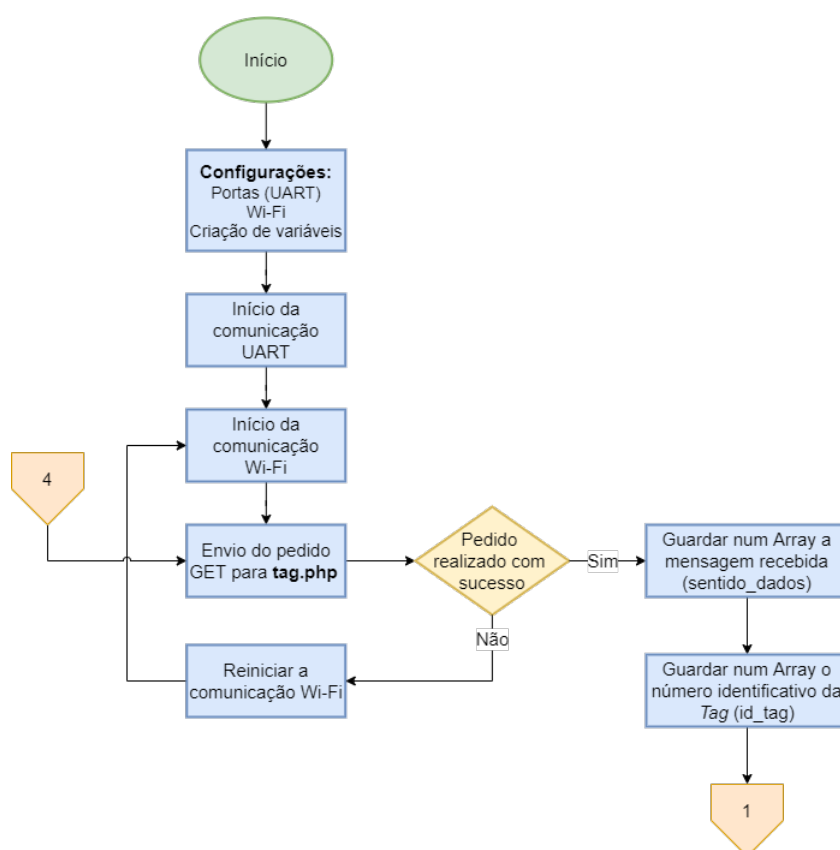 Início
Configurações:
Portas (UART)
Wi-Fi
Criação de variáveis
Início da
comunicação
UART
Início da
comunicação
Wi-Fi
4
Envio do pedido
GET para tag.php
Pedido
realizado com
sucesso
Sim
Guardar num Array a
mensagem recebida
(sentido_dados)
Não
Reiniciar a
comunicação Wi-Fi
Guardar num Array o
número identificativo da
Tag (id_tag)
1